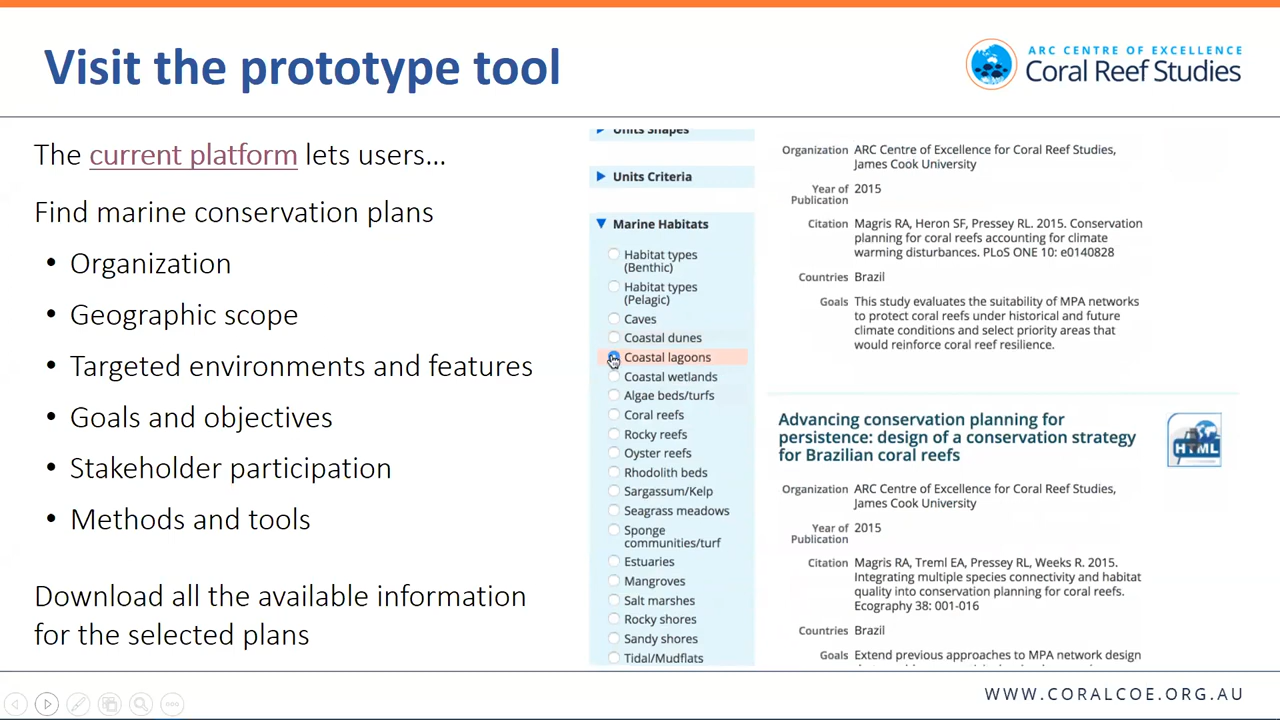 Visit the prototype tool
ARC CENTRE OF EXCELLENCE
Coral Reef Studies
The current platform lets users...
Find marine conservation plans
• Organization
• Geographic scope
• Targeted environments and features
• Goals and objectives
• Stakeholder participation
• Methods and tools
Download all the available information
for the selected plans
Units Shapes
Units Criteria
Marine Habitats
Habitat types
(Benthic)
Habitat types
(Pelagic)
Caves
Coastal dunes
Coastal lagoons
Coastal wetlands
Algae beds/turfs
Coral reefs
Rocky reefs
Oyster reefs
Rhodolith beds
Sargassum/Kelp
Seagrass meadows
Sponge
communities/turf
Estuaries
Mangroves
Salt marshes
Rocky shores
Sandy shores
Tidal/Mudflats
Organization ARC Centre of Excellence for Coral Reef Studies,
James Cook University
Year of 2015
Publication
Citation Magris RA, Heron SF, Pressey RL. 2015. Conservation
planning for coral reefs accounting for climate
warming disturbances. PLoS ONE 10: e0140828
Countries Brazil
Goals This study evaluates the suitability of MPA networks
to protect coral reefs under historical and future
climate conditions and select priority areas that
would reinforce coral reef resilience.
Advancing conservation planning for
persistence: design of a conservation strategy
for Brazilian coral reefs
HTML
Organization ARC Centre of Excellence for Coral Reef Studies,
James Cook University
Year of 2015
Publication
Citation Magris RA, Treml EA, Pressey RL, Weeks R. 2015.
Integrating multiple species connectivity and habitat
quality into conservation planning for coral reefs.
Ecography 38: 001-016
Countries Brazil
Goals Extend previous approaches to MPA network design
WWW.CORALCOE.ORG.AU